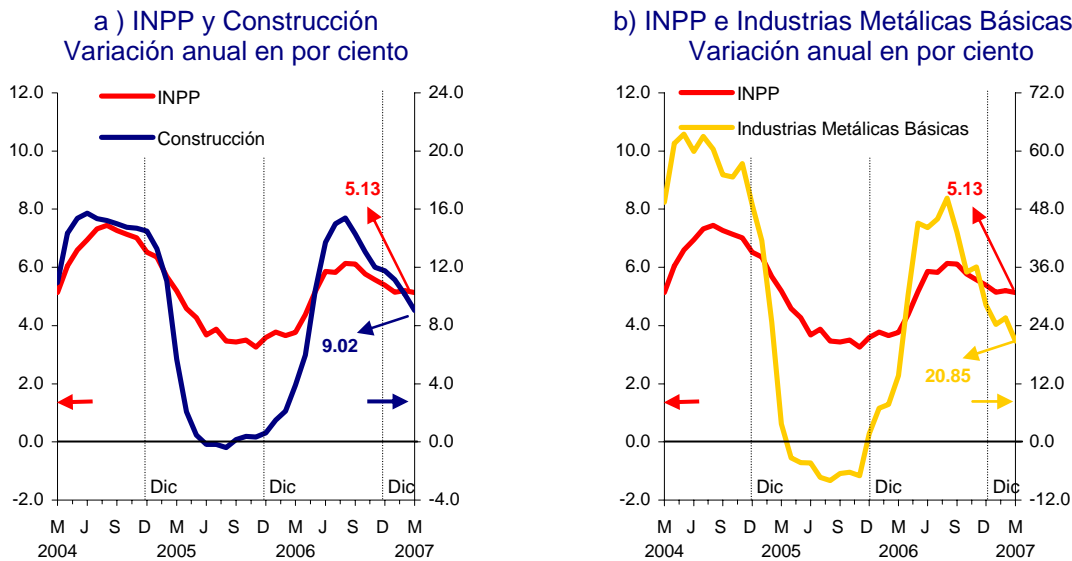 a ) INPP y Construcción
Variación anual en por ciento
12.0
10.0
8.0
6.0
4.0
2.0
0.0
-2.0
24.0
20.0
16.0
12.0
8.0
4.0
0.0
-4.0
INPP
Construcción
5.13
9.02
Dic
Dic
Dic
M J S D M J S D M J S D M
2004 2005 2006 2007
b) INPP e Industrias Metálicas Básicas
Variación anual en por ciento
12.0
10.0
8.0
6.0
4.0
2.0
0.0
-2.0
72.0
60.0
48.0
36.0
24.0
12.0
0.0
-12.0
INPP
Industrias Metálicas Básicas
5.13
20.85
Dic
Dic
Dic
M J S D M J S D M J S D M
2004 2005 2006 2007